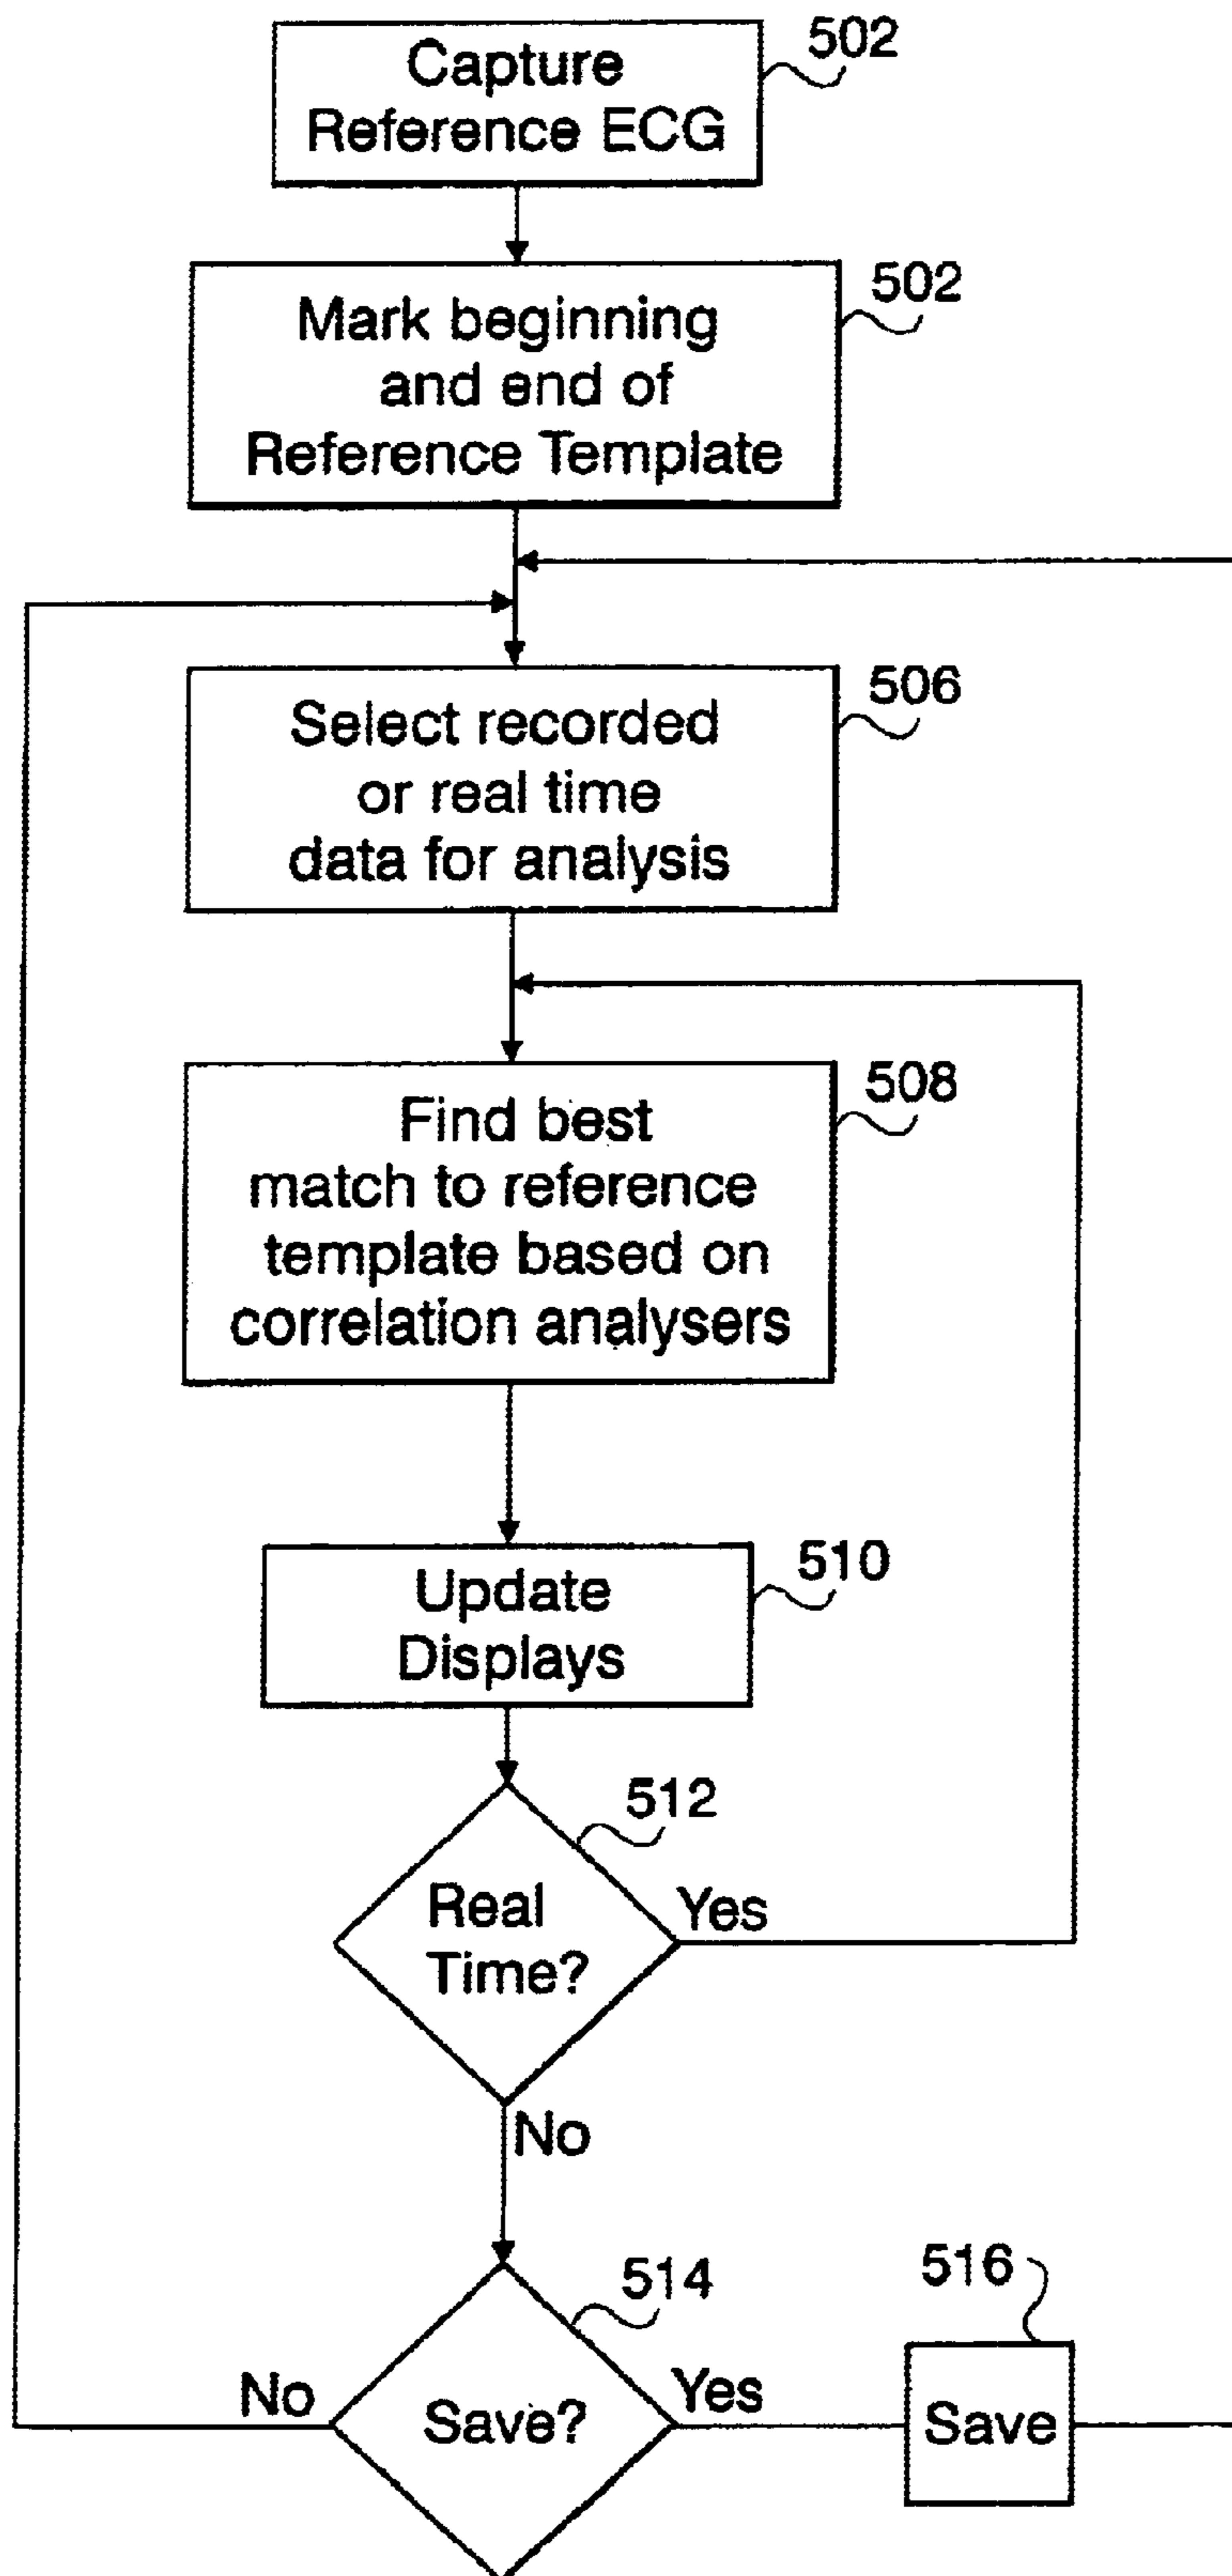 Capture
Reference ECG
502
Mark beginning
and end of
Reference Template
502
Select recorded
or real time
data for analysis
506
Find best
match to reference
template based on
correlation analysers
508
Update
Displays
510
Real
Time?
512
Yes
No
Save?
514
No
Yes
Save
516